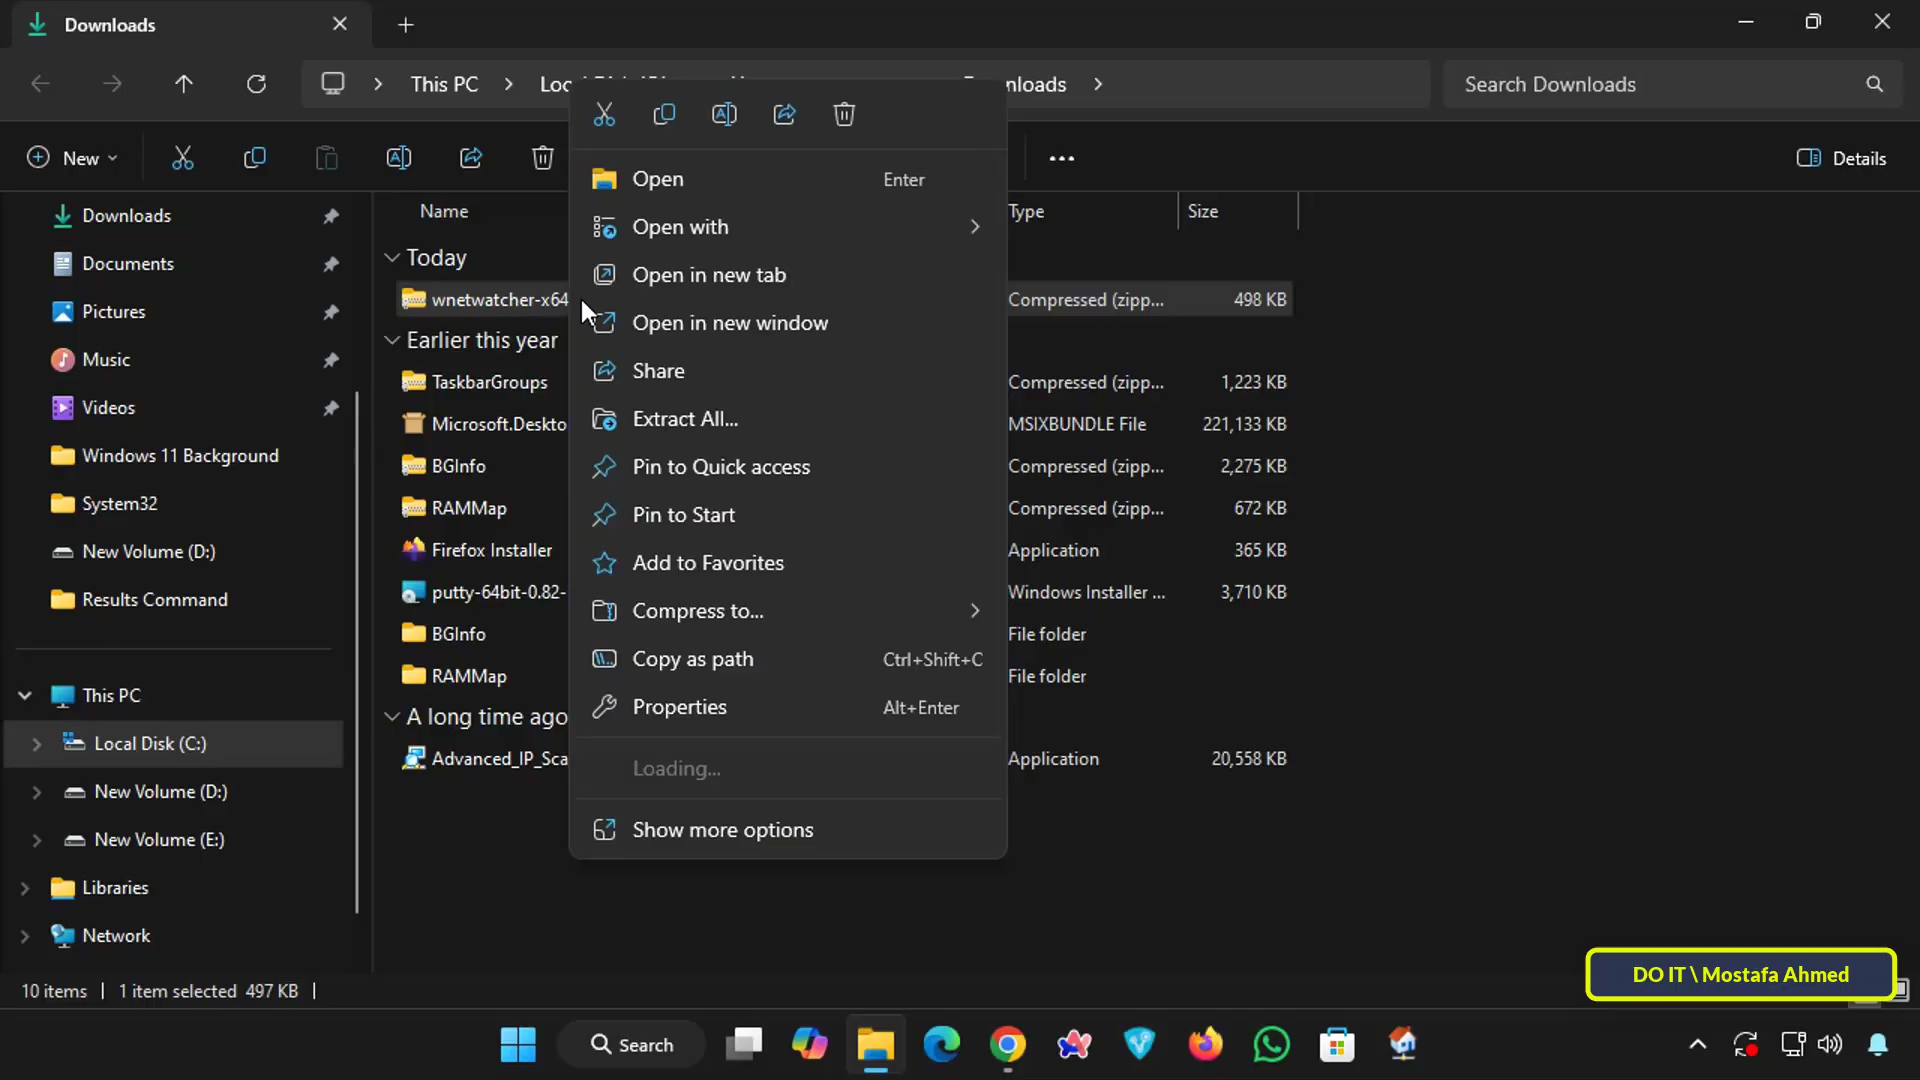 Downloads
This PC
nloads
Search Downloads
New
Details
Downloads
Documents
Pictures
Music
Videos
Windows 11 Background
System32
New Volume (D:)
Results Command
This PC
Local Disk (C:)
New Volume (D:)
New Volume (E:)
Libraries
Network
Name
Type
Size
Today
wnetwatcher-x64
Compressed (zipp...
498 KB
Earlier this year
TaskbarGroups
Compressed (zipp...
1,223 KB
Microsoft.Deskto
MSIXBUNDLE File
221,133 KB
BGInfo
Compressed (zipp...
2,275 KB
RAMMap
Compressed (zipp...
672 KB
Firefox Installer
Application
365 KB
putty-64bit-0.82-
Windows Installer ...
3,710 KB
BGInfo
File folder
RAMMap
File folder
A long time ago
Advanced_IP_Sca
Application
20,558 KB
Open
Enter
Open with
Open in new tab
Open in new window
Share
Extract All...
Pin to Quick access
Pin to Start
Add to Favorites
Compress to...
Copy as path
Ctrl+Shift+C
Properties
Alt+Enter
Loading...
Show more options
10 items
1 item selected 497 KB
DO IT \ Mostafa Ahmed
Search